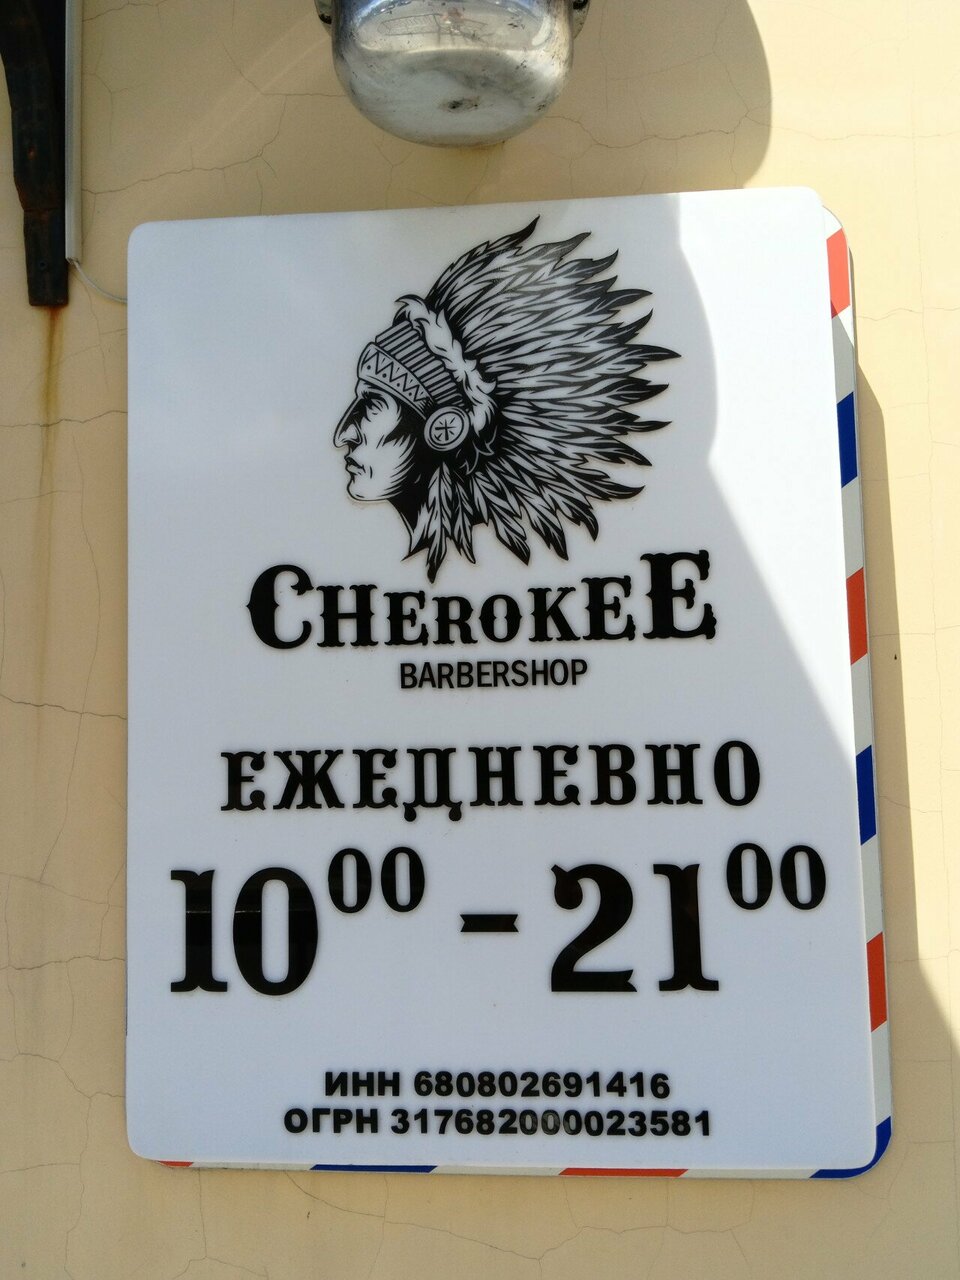 CHEROKEE
BARBERSHOP
ЕЖЕДНЕВНО
10⁰⁰ - 21⁰⁰
ИНН 680802691416
ОГРН 317682000023581